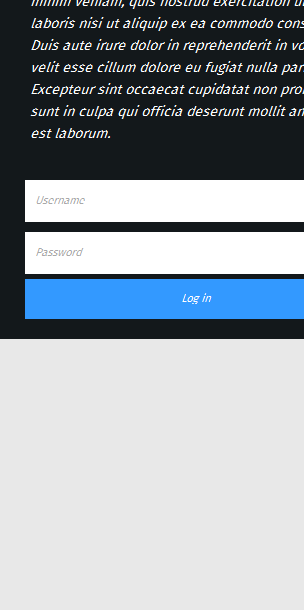 minim veniam, quis nostrud exercitation u
laboris nisi ut aliquip ex ea commodo cons
Duis aute irure dolor in reprehenderit in vo
velit esse cillum dolore eu fugiat nulla par
Excepteur sint occaecat cupidatat non pro
sunt in culpa qui officia deserunt mollit an
est laborum.
Username
Password
Log in